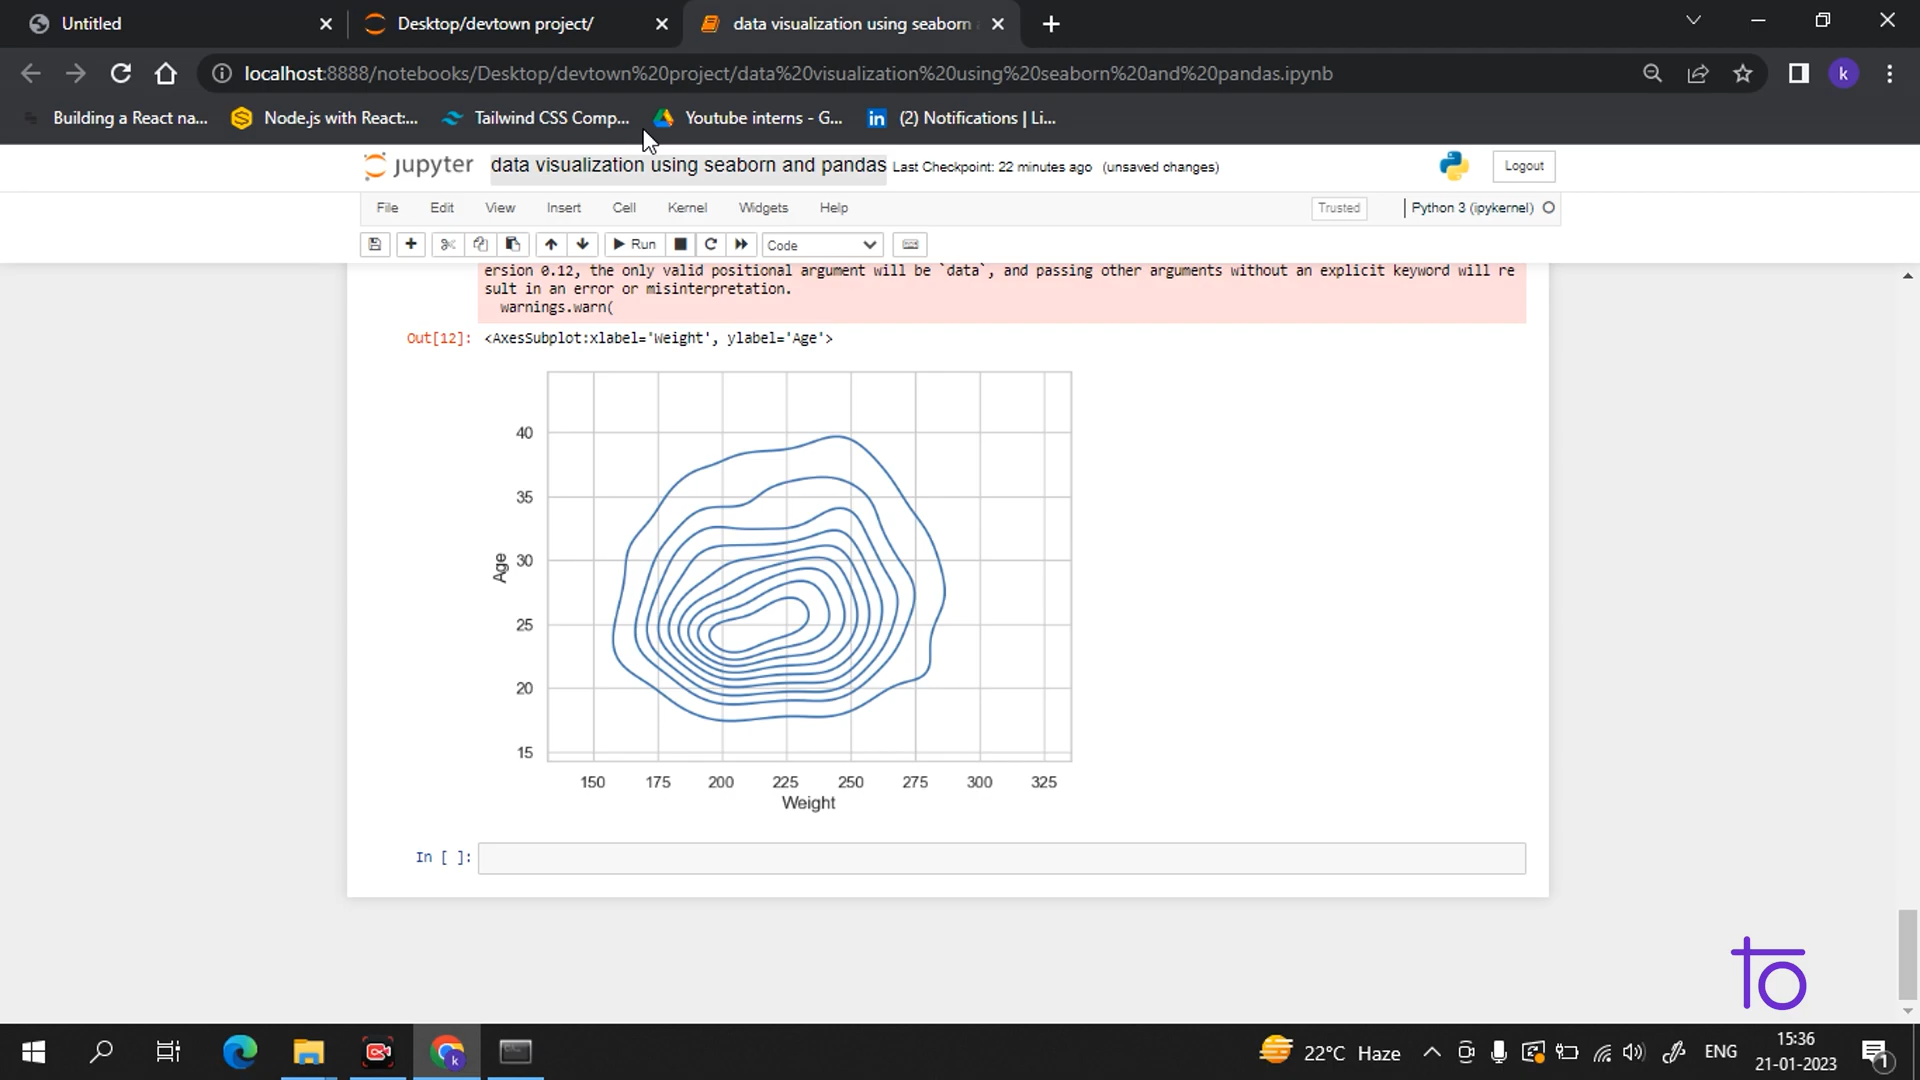 Untitled
Desktop/devtown project/
data visualization using seaborn
localhost:8888/notebooks/Desktop/devtown%20project/data%20visualization%20using%20seaborn%20and%20pandas.ipynb
k
Building a React na...
Node.js with React:...
Tailwind CSS Comp...
Youtube interns - G...
in
(2) Notifications | Li...
jupyter
data visualization using seaborn and pandas
Last Checkpoint: 22 minutes ago (unsaved changes)
Logout
File Edit View Insert Cell Kernel Widgets Help
Trusted
Python 3 (ipykernel)
Run
Code
ersion 0.12, the only valid positional argument will be `data`, and passing other arguments without an explicit keyword will re
sult in an error or misinterpretation.
warnings.warn(
Out[12]: <AxesSubplot:xlabel='Weight', ylabel='Age'>
40
35
30
25
20
15
Age
150 175 200 225 250 275 300 325
Weight
In [ ]:
to
k
22°C Haze
ENG
15:36
21-01-2023
1